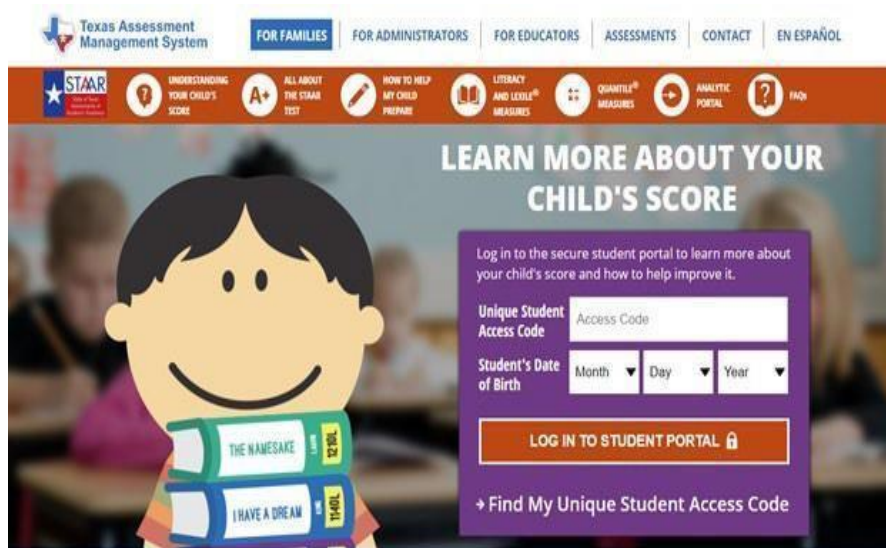 Texas Assessment
Management System
FOR FAMILIES
FOR ADMINISTRATORS
FOR EDUCATORS
ASSESSMENTS
CONTACT
EN ESPAÑOL
STAAR
UNDERSTANDING
YOUR CHILD'S
SCORE
A+
ALL ABOUT
THE STAAR
TEST
HOW TO HELP
MY CHILD
PREPARE
LITERACY
AND LEXILE®
MEASURES
QUANTILE®
MEASURES
ANALYTIC
PORTAL
?
FAQs
LEARN MORE ABOUT YOUR
CHILD'S SCORE
Log in to the secure student portal to learn more about
your child's score and how to help improve it.
Unique Student
Access Code
Access Code
Student's Date
of Birth
Month
Day
Year
LOG IN TO STUDENT PORTAL
Find My Unique Student Access Code
THE NAMESAKE
1210L
I HAVE A DREAM
KING
1140L